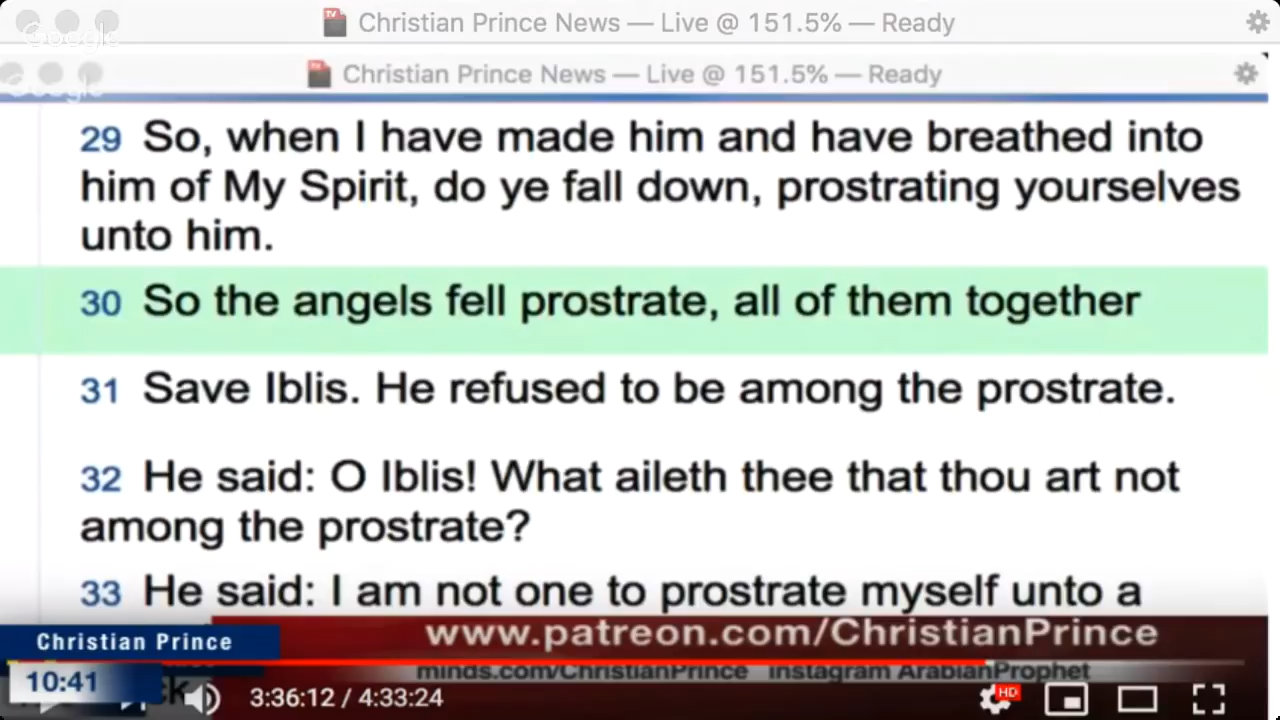 Christian Prince News — Live @ 151.5% — Ready
Google
Christian Prince News — Live @ 151.5% — Ready
Google
29 So, when I have made him and have breathed into
him of My Spirit, do ye fall down, prostrating yourselves
unto him.
30 So the angels fell prostrate, all of them together
31 Save Iblis. He refused to be among the prostrate.
32 He said: O Iblis! What aileth thee that thou art not
among the prostrate?
33 He said: I am not one to prostrate myself unto a
www.patreon.com/ChristianPrince
Christian Prince
minds.com/ChristianPrince instagram ArabianProphet
10:41
3:36:12 / 4:33:24
HD